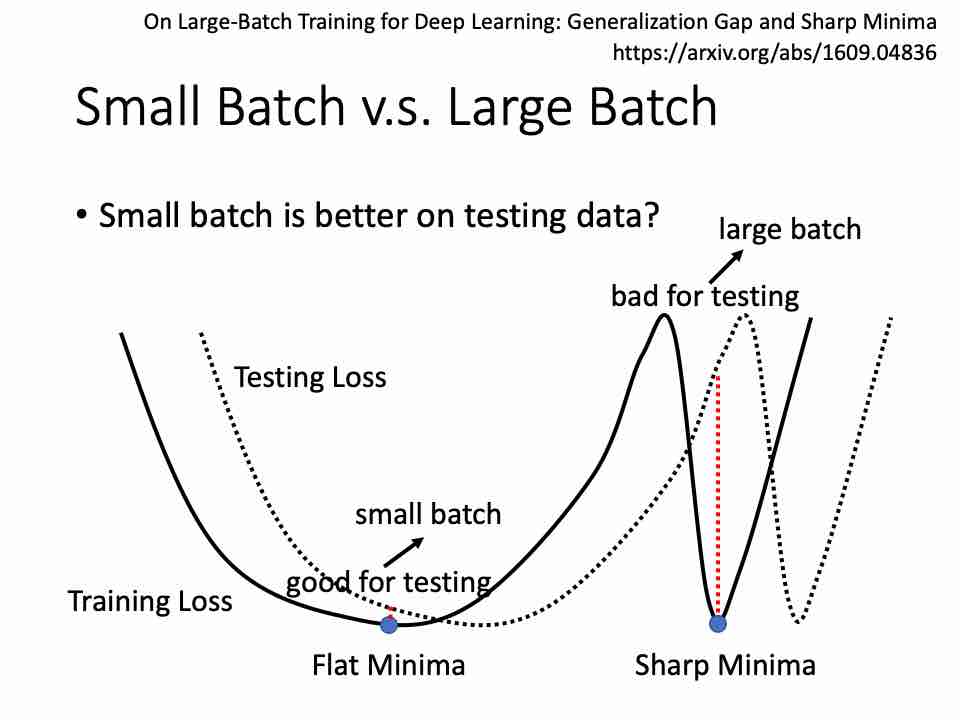 On Large-Batch Training for Deep Learning: Generalization Gap and Sharp Minima
https://arxiv.org/abs/1609.04836
Small Batch v.s. Large Batch
• Small batch is better on testing data?
large batch
bad for testing
Testing Loss
small batch
good for testing
Training Loss
Flat Minima
Sharp Minima